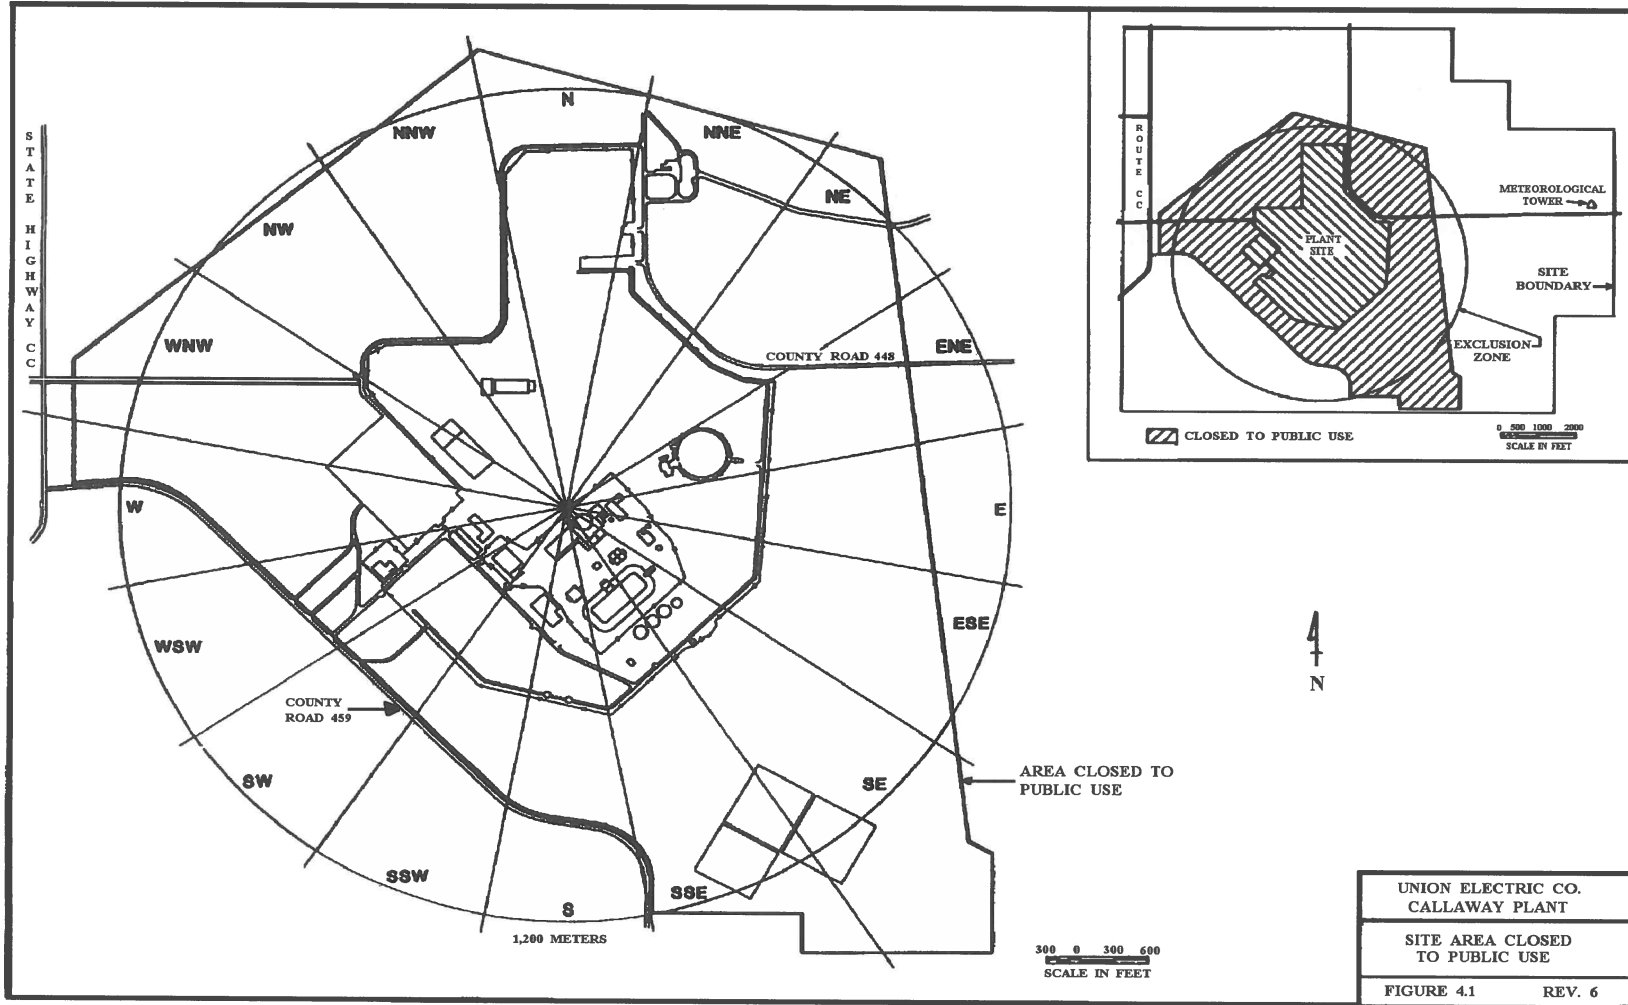 STATE HIGHWAY CC
N
NNW
NNE
NW
NE
WNW
ENE
COUNTY ROAD 448
W
E
WSW
ESE
COUNTY
ROAD 459
SW
SE
AREA CLOSED TO
PUBLIC USE
SSW
SSE
S
1,200 METERS
300 0 300 600
SCALE IN FEET
N
ROUTE CC
METEOROLOGICAL
TOWER
PLANT
SITE
SITE
BOUNDARY
EXCLUSION
ZONE
CLOSED TO PUBLIC USE
0 500 1000 2000
SCALE IN FEET
UNION ELECTRIC CO.
CALLAWAY PLANT
SITE AREA CLOSED
TO PUBLIC USE
FIGURE 4.1 REV. 6